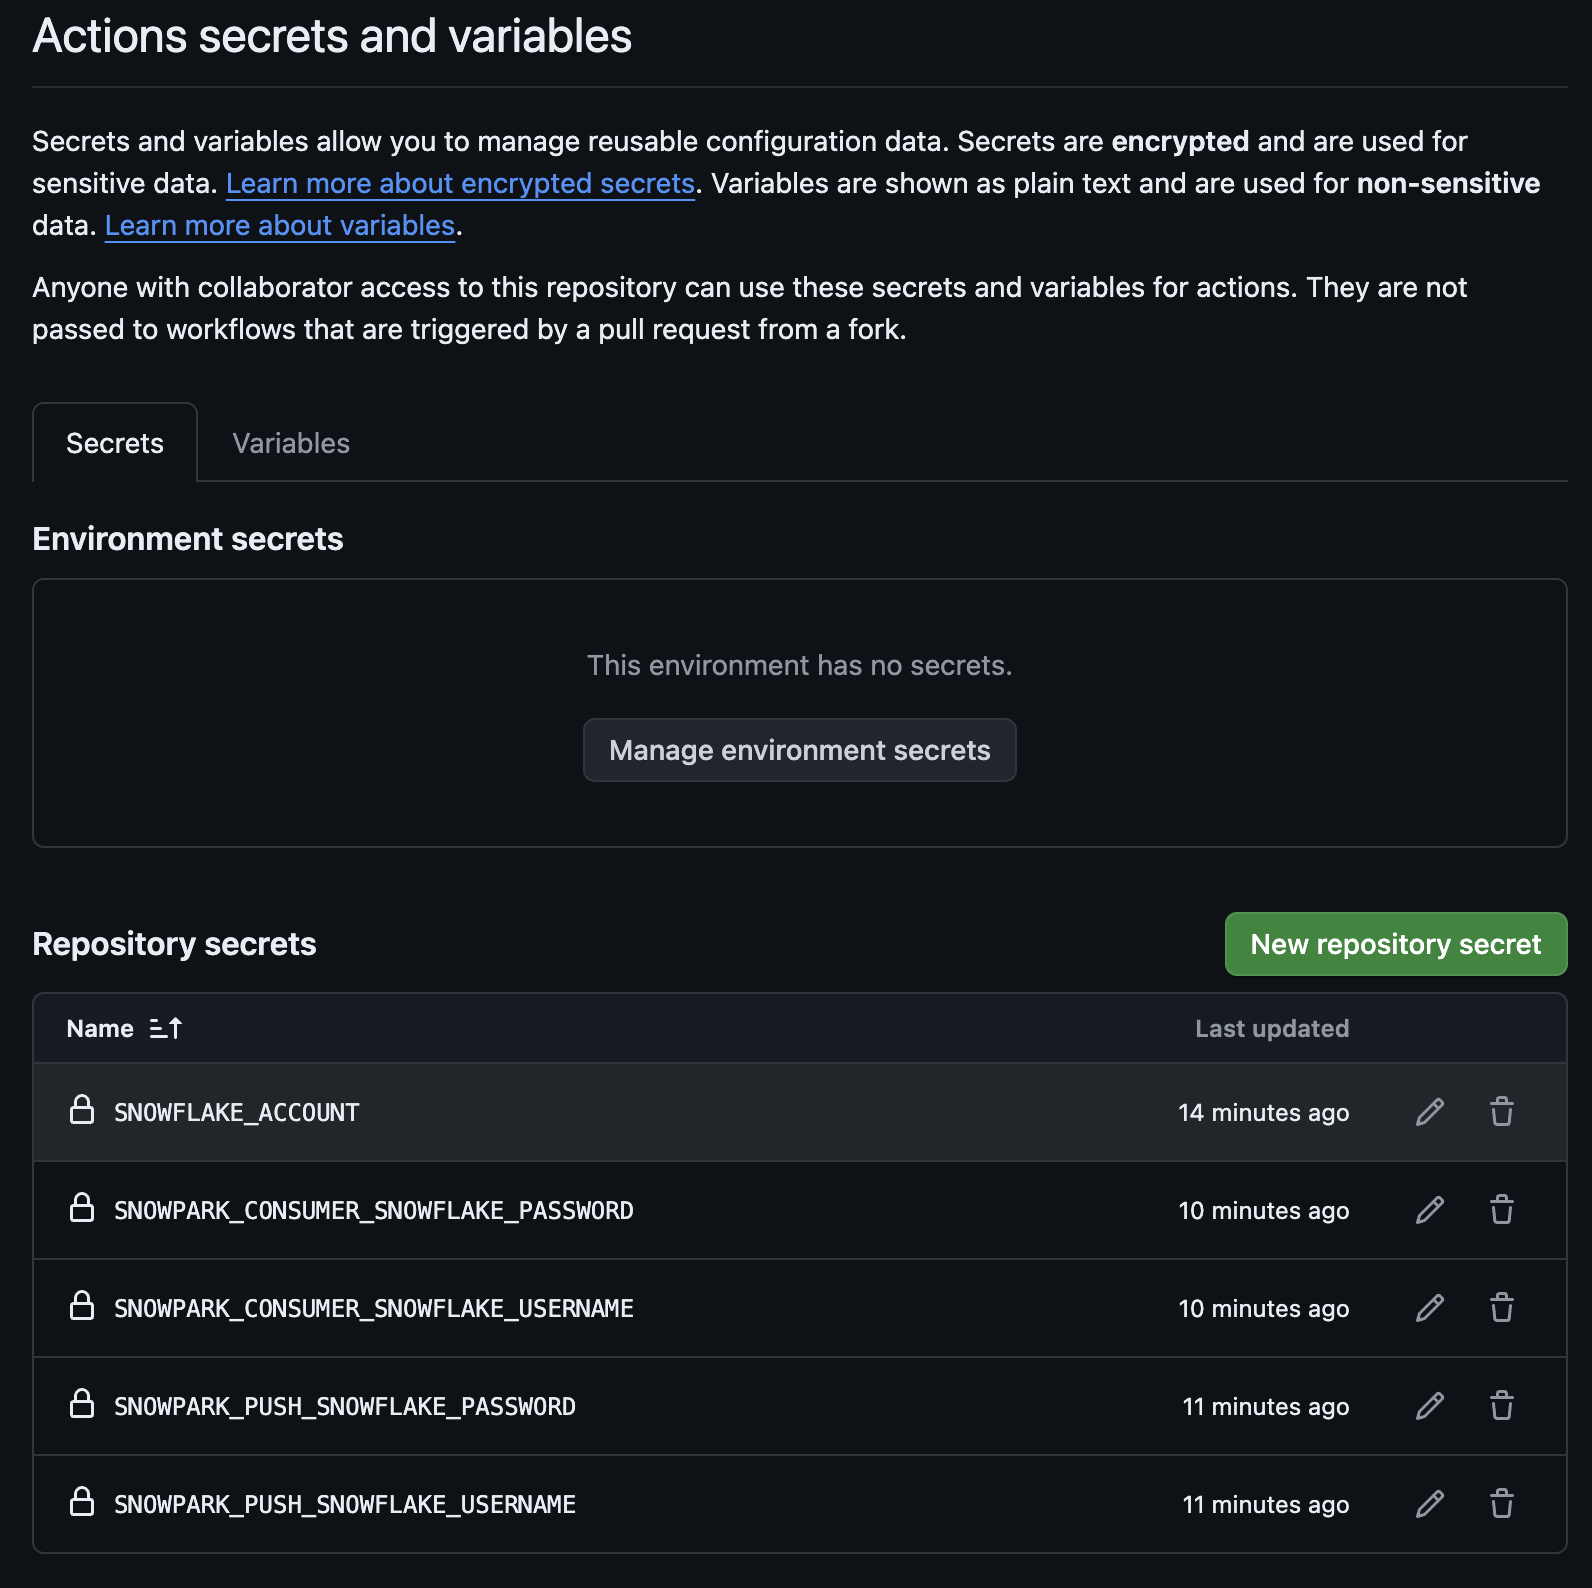 Actions secrets and variables
Secrets and variables allow you to manage reusable configuration data. Secrets are encrypted and are used for
sensitive data. Learn more about encrypted secrets. Variables are shown as plain text and are used for non-sensitive
data. Learn more about variables.
Anyone with collaborator access to this repository can use these secrets and variables for actions. They are not
passed to workflows that are triggered by a pull request from a fork.
Secrets Variables
Environment secrets
This environment has no secrets.
Manage environment secrets
Repository secrets New repository secret
Name Last updated
SNOWFLAKE_ACCOUNT 14 minutes ago
SNOWPARK_CONSUMER_SNOWFLAKE_PASSWORD 10 minutes ago
SNOWPARK_CONSUMER_SNOWFLAKE_USERNAME 10 minutes ago
SNOWPARK_PUSH_SNOWFLAKE_PASSWORD 11 minutes ago
SNOWPARK_PUSH_SNOWFLAKE_USERNAME 11 minutes ago